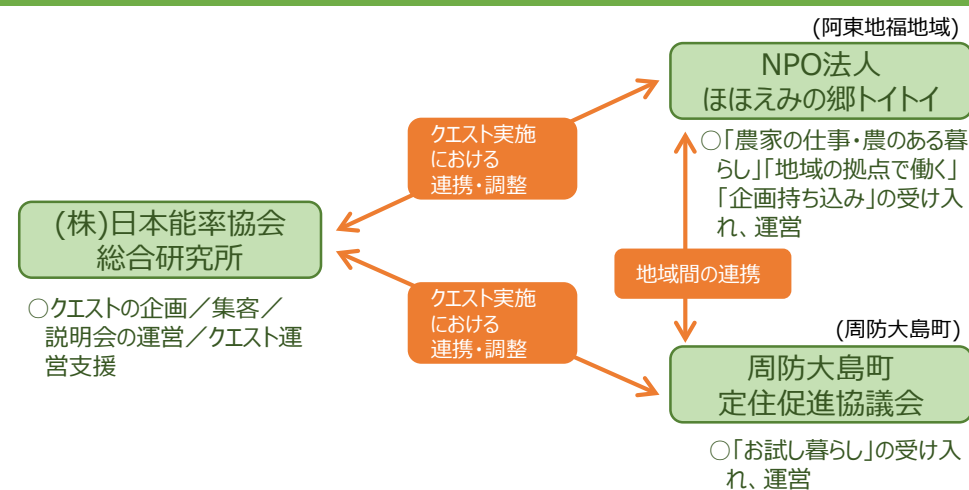 (阿東地福地域)
NPO法人
ほほえみの郷トイトイ
○「農家の仕事・農のある暮
らし」「地域の拠点で働く」
「企画持ち込み」の受け入
れ、運営
クエスト実施
における
連携・調整
(株)日本能率協会
総合研究所
○クエストの企画／集客／
説明会の運営／クエスト運
営支援
地域間の連携
クエスト実施
における
連携・調整
(周防大島町)
周防大島町
定住促進協議会
○「お試し暮らし」の受け入
れ、運営